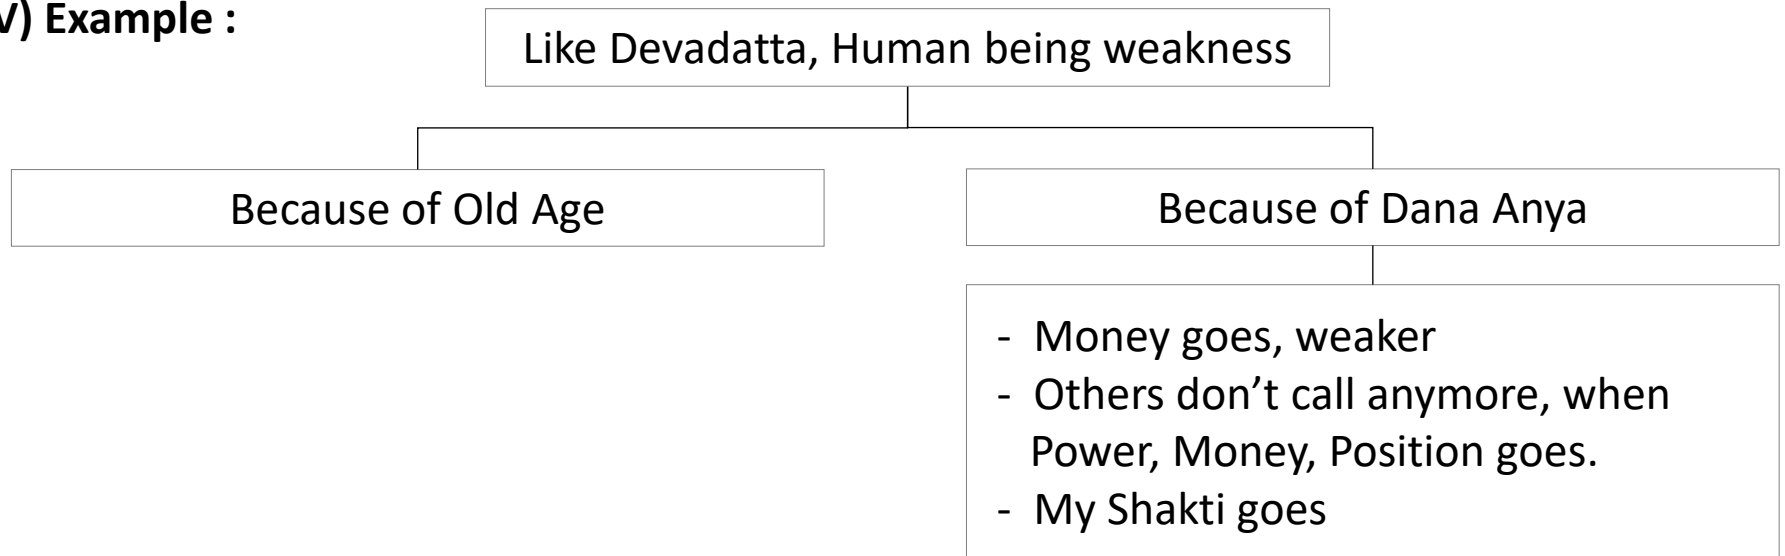 V) Example :
Like Devadatta, Human being weakness
Because of Old Age
Because of Dana Anya
- Money goes, weaker
- Others don’t call anymore, when
Power, Money, Position goes.
- My Shakti goes